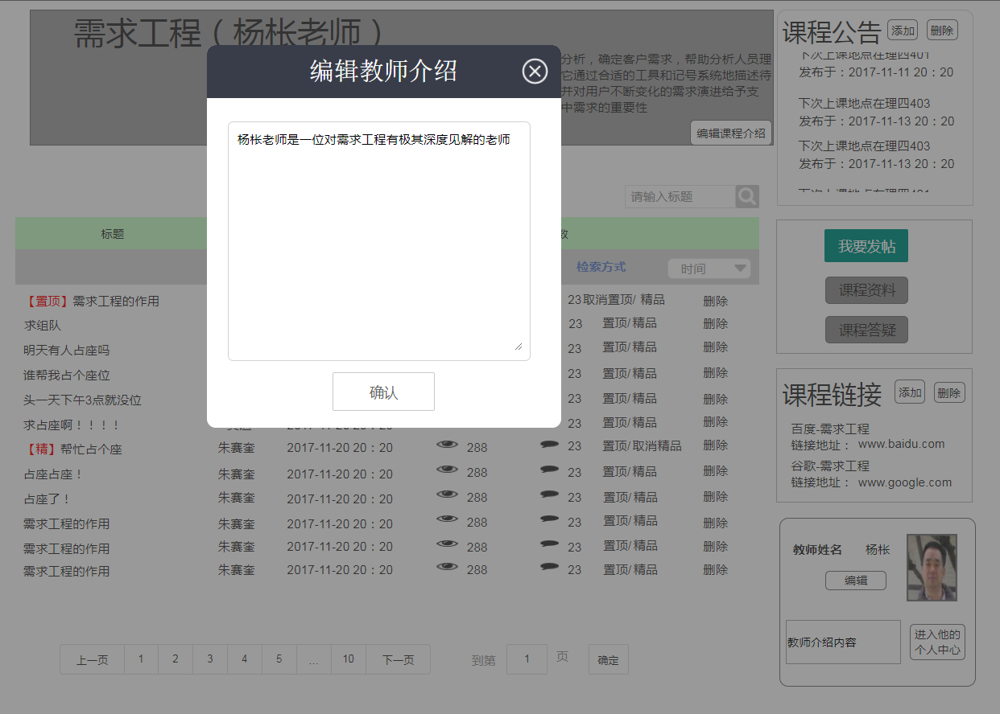 需求工程（杨枨老师）
分析，确定客户需求，帮助分析人员理
它通过合适的工具和记号系统地描述待
并对用户不断变化的需求演进给予支
中需求的重要性
编辑课程介绍
编辑教师介绍
杨枨老师是一位对需求工程有极其深度见解的老师
确认
课程公告 添加 删除
下次上课地点在理四401
发布于：2017-11-11 20：20
下次上课地点在理四403
发布于：2017-11-13 20：20
下次上课地点在理四403
发布于：2017-11-13 20：20
请输入标题
标题 数
检索方式 时间
【置顶】需求工程的作用 23 取消置顶/ 精品 删除
求组队 23 置顶/ 精品 删除
明天有人占座吗 23 置顶/ 精品 删除
谁帮我占个座位 23 置顶/ 精品 删除
头一天下午3点就没位 23 置顶/ 精品 删除
求占座啊！！！！ 23 置顶/ 精品 删除
【精】帮忙占个座 朱赛奎 2017-11-20 20：20 288 23 置顶/ 取消精品 删除
占座占座！ 朱赛奎 2017-11-20 20：20 288 23 置顶/ 精品 删除
占座了！ 朱赛奎 2017-11-20 20：20 288 23 置顶/ 精品 删除
需求工程的作用 朱赛奎 2017-11-20 20：20 288 23 置顶/ 精品 删除
需求工程的作用 朱赛奎 2017-11-20 20：20 288 23 置顶/ 精品 删除
需求工程的作用 朱赛奎 2017-11-20 20：20 288 23 置顶/ 精品 删除
上一页 1 2 3 4 5 ... 10 下一页 到第 1 页 确定
我要发帖
课程资料
课程答疑
课程链接 添加 删除
百度-需求工程
链接地址： www.baidu.com
谷歌-需求工程
链接地址： www.google.com
教师姓名 杨枨
编辑
教师介绍内容
进入他的
个人中心